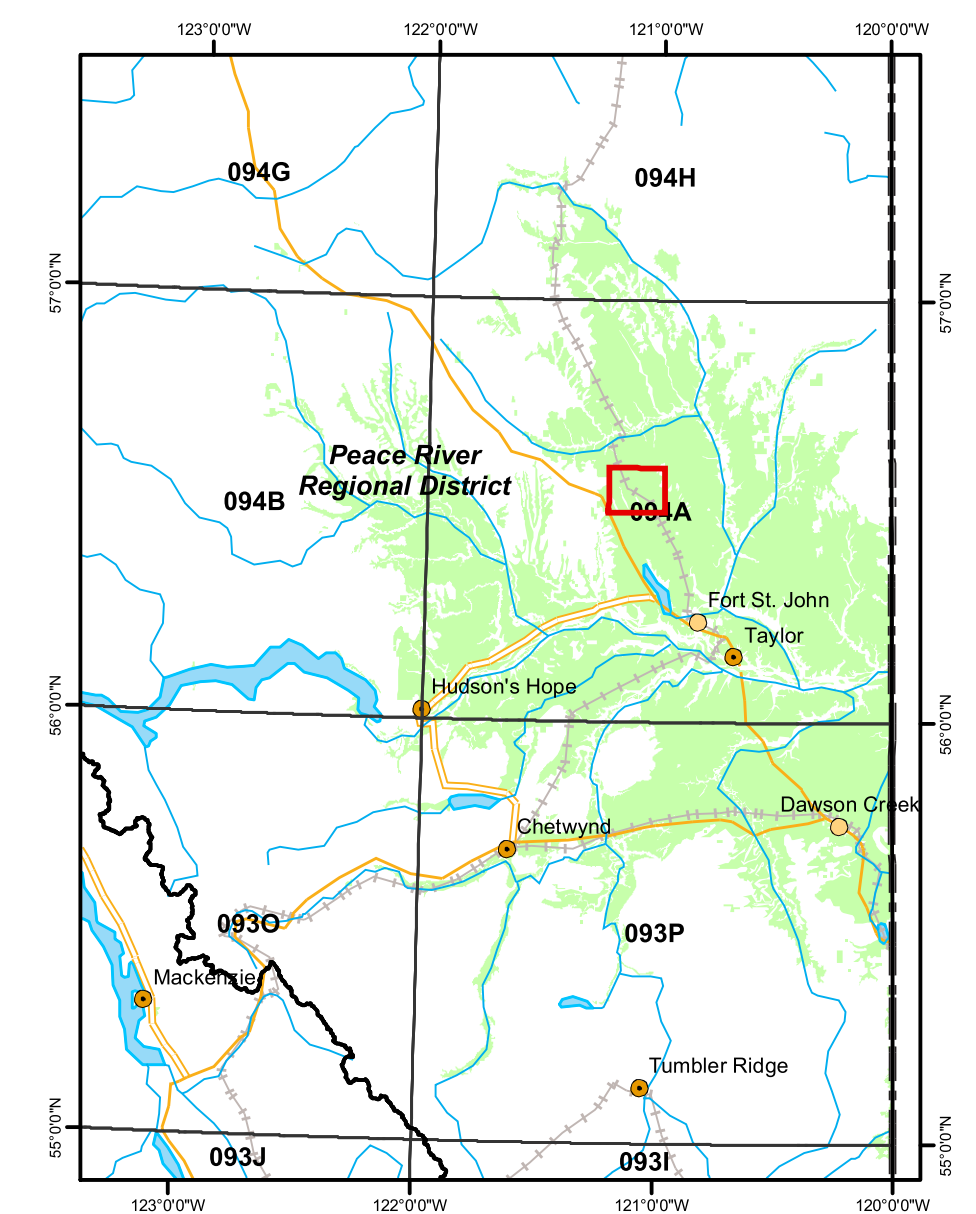 123°0'0"W
122°0'0"W
121°0'0"W
120°0'0"W
094G
094H
57°0'0"N
57°0'0"N
Peace River
Regional District
094B
094A
Fort St. John
Taylor
Hudson's Hope
56°0'0"N
56°0'0"N
Dawson Creek
Chetwynd
093O
093P
Mackenzie
Tumbler Ridge
55°0'0"N
55°0'0"N
093J
093I
123°0'0"W
122°0'0"W
121°0'0"W
120°0'0"W